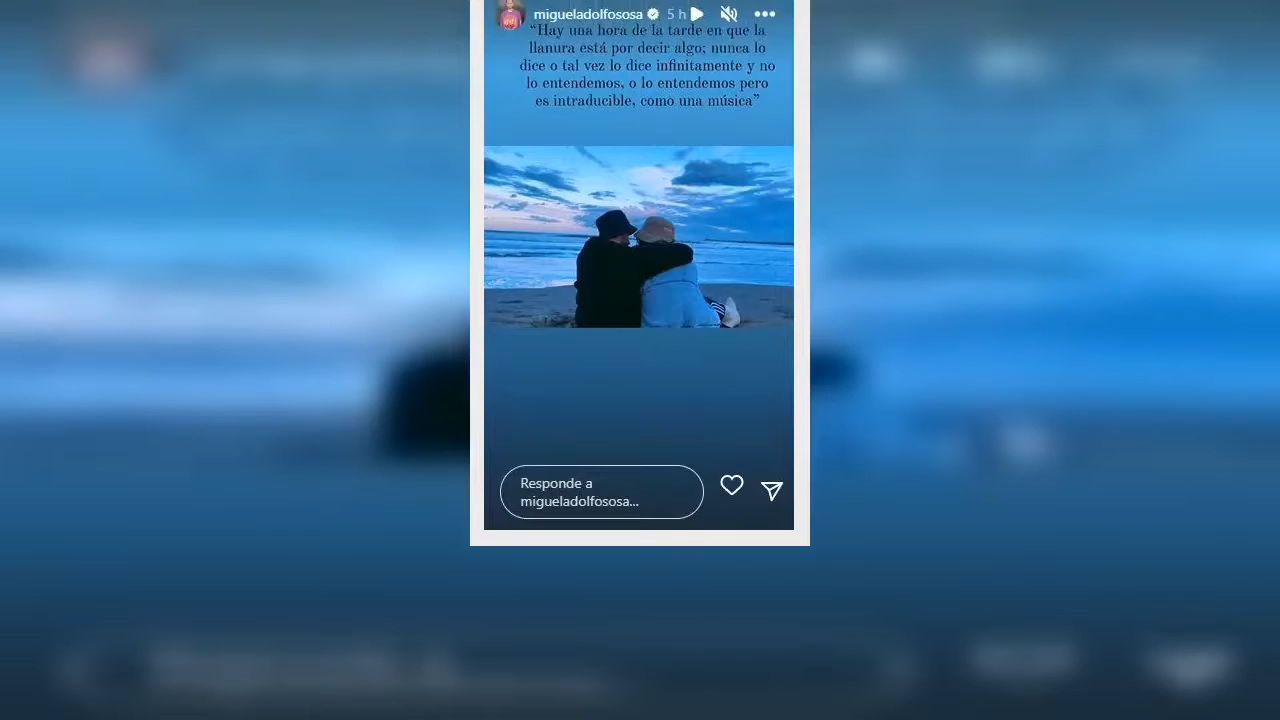 migueladolfososa 5 h
“Hay una hora de la tarde en que la
llanura está por decir algo; nunca lo
dice o tal vez lo dice infinitamente y no
lo entendemos, o lo entendemos pero
es intraducible, como una música”
Responde a
migueladolfososa...